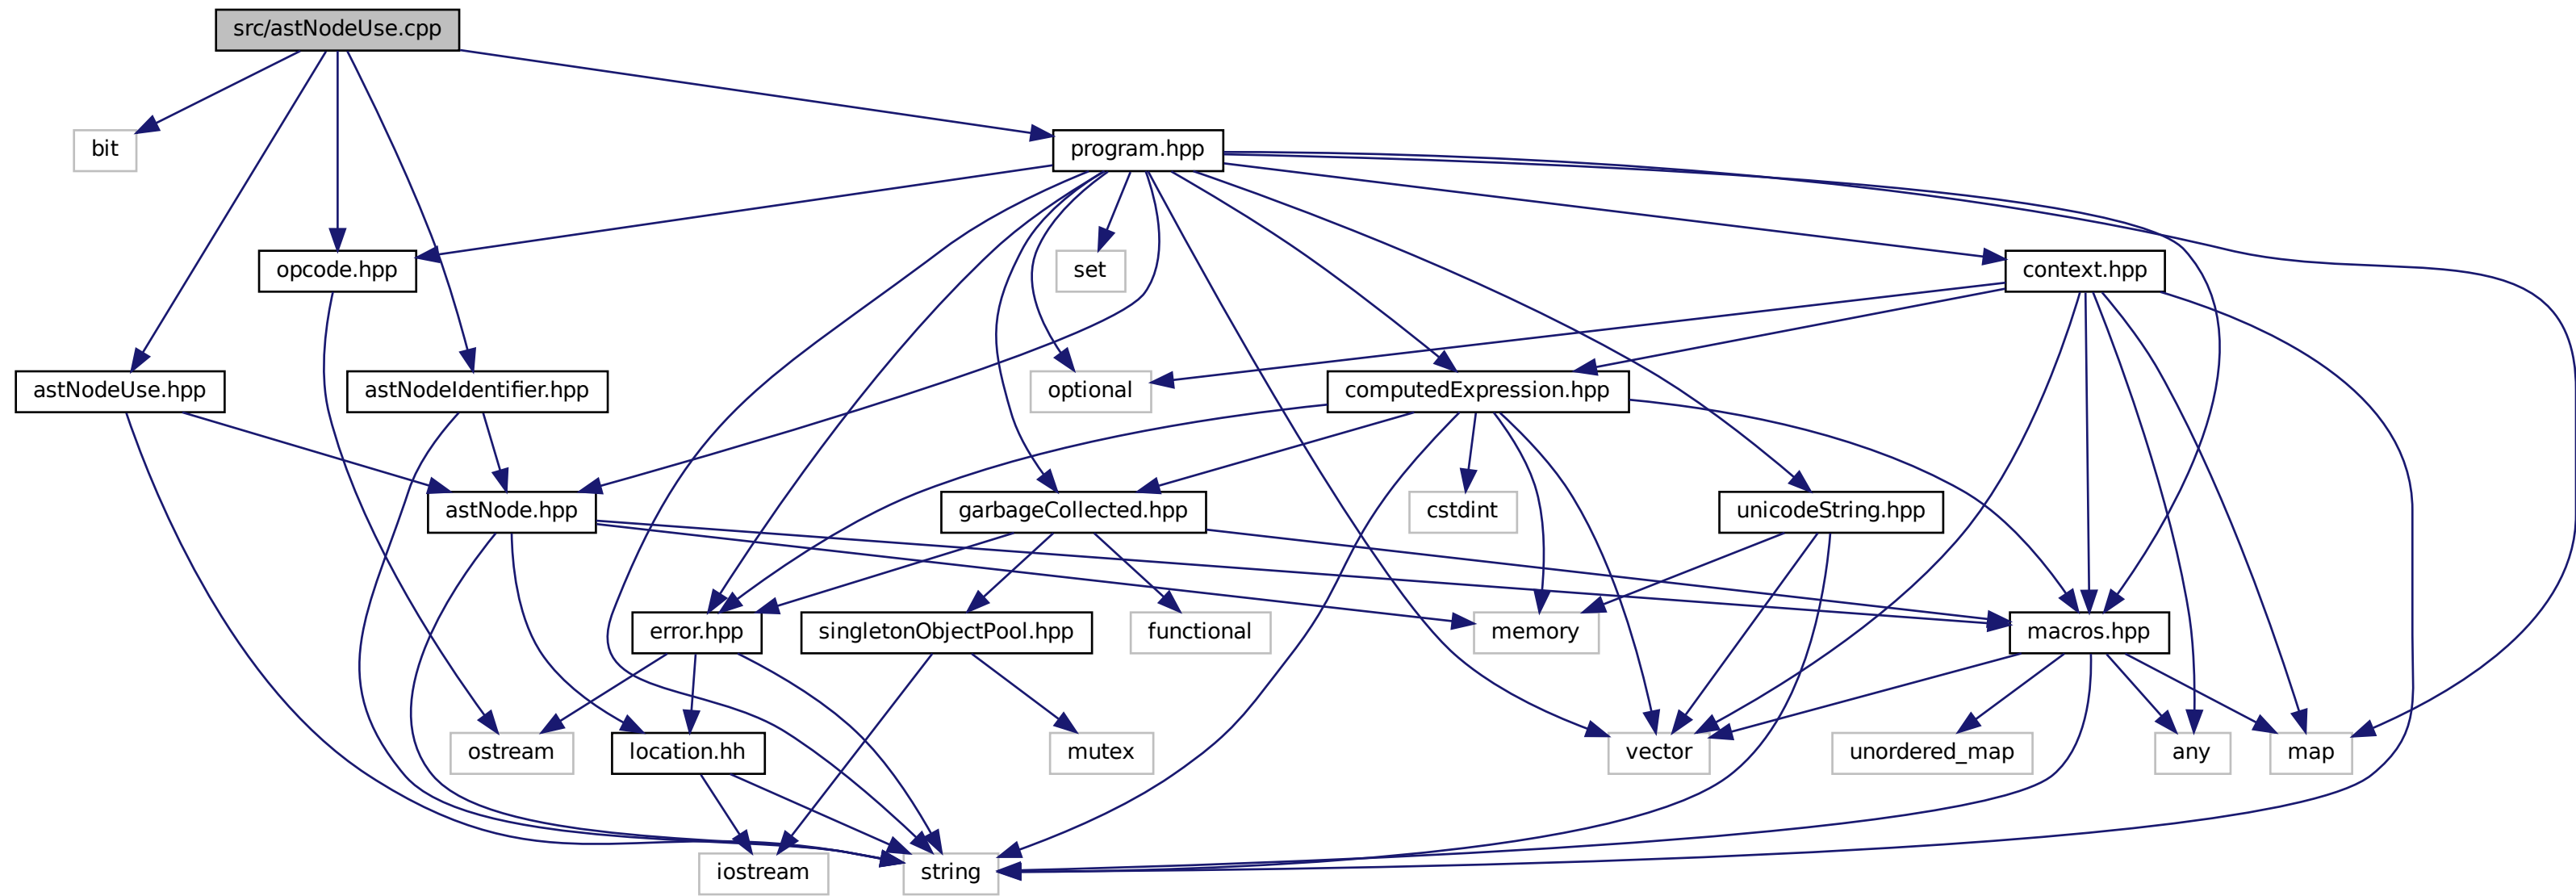 src/astNodeUse.cpp
bit
program.hpp
opcode.hpp
set
context.hpp
astNodeUse.hpp
astNodeIdentifier.hpp
optional
computedExpression.hpp
astNode.hpp
garbageCollected.hpp
cstdint
unicodeString.hpp
error.hpp
singletonObjectPool.hpp
functional
memory
macros.hpp
ostream
location.hh
mutex
vector
unordered_map
any
map
iostream
string